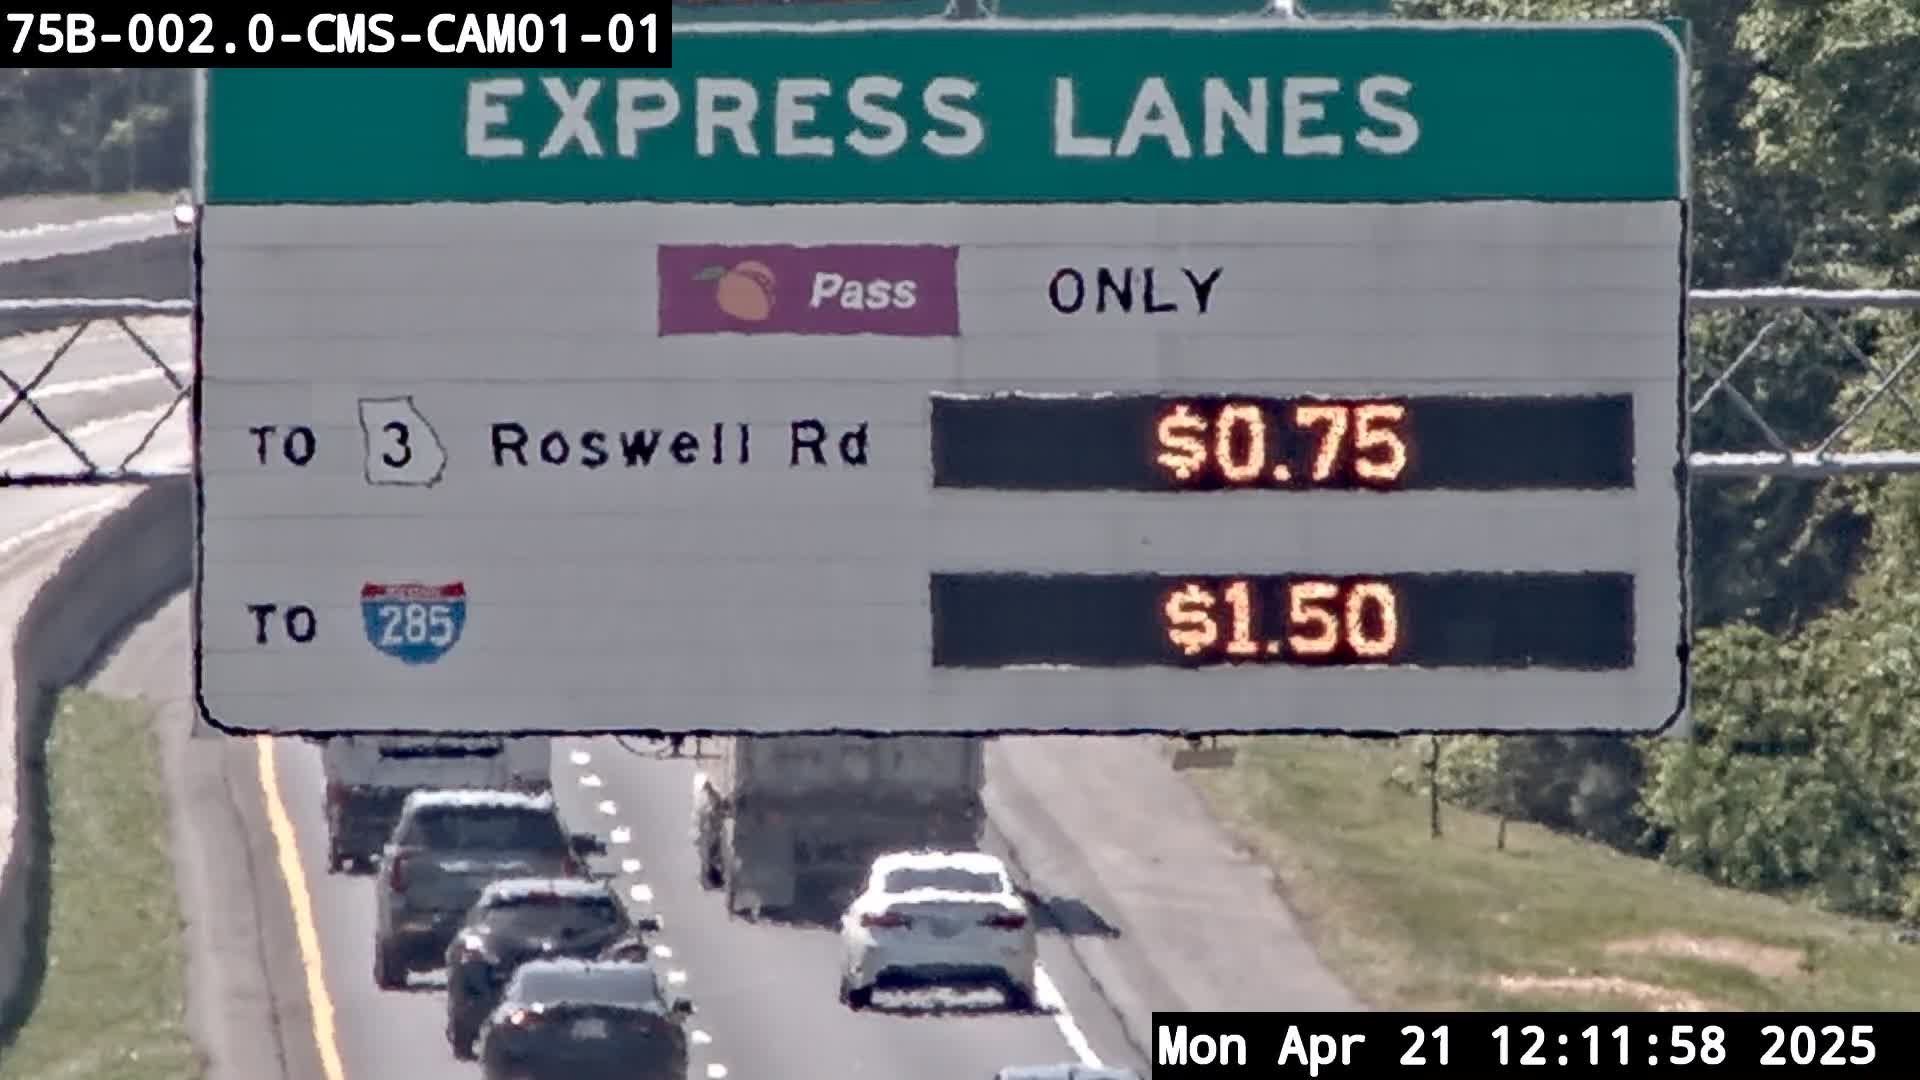 75B-002.0-CMS-CAM01-01
EXPRESS LANES
Pass ONLY
TO 3 Roswell Rd $0.75
TO 285 $1.50
Mon Apr 21 12:11:58 2025